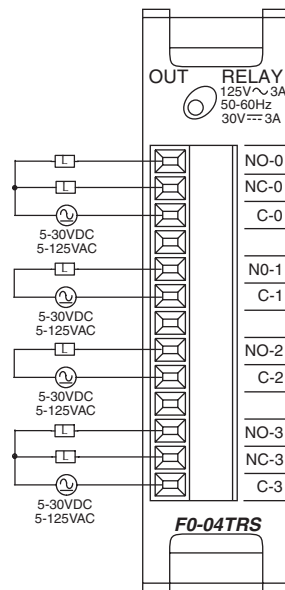 OUT RELAY
125V∿3A
50-60Hz
30V⎓3A
L NO-0
L NC-0
C-0
5-30VDC
5-125VAC
L N0-1
C-1
5-30VDC
5-125VAC
L NO-2
C-2
5-30VDC
5-125VAC
L NO-3
L NC-3
C-3
5-30VDC
5-125VAC
F0-04TRS